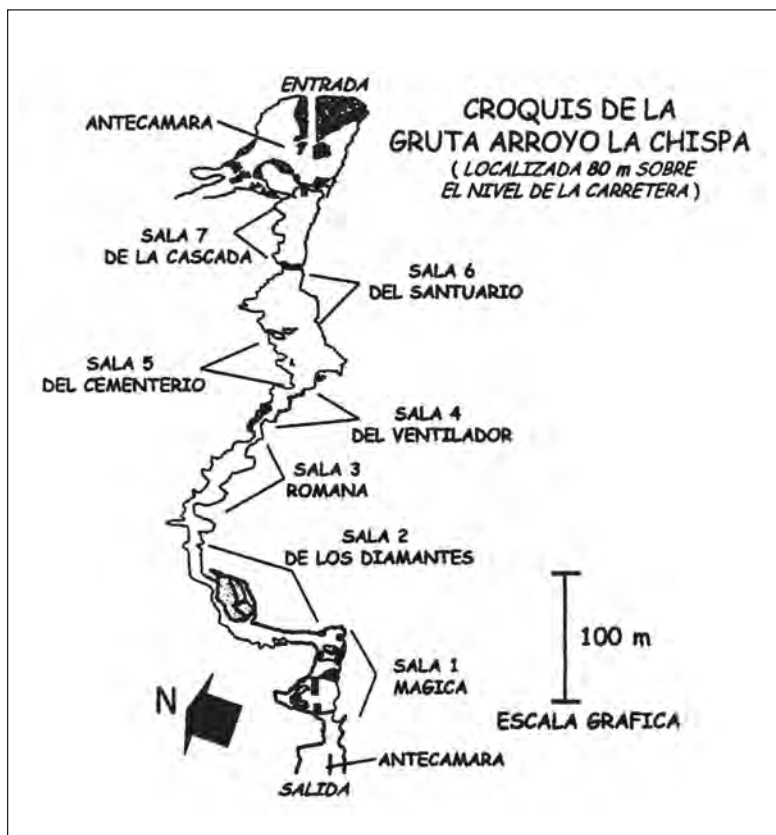 ENTRADA
ANTECAMARA
CROQUIS DE LA
GRUTA ARROYO LA CHISPA
( LOCALIZADA 80 m SOBRE
EL NIVEL DE LA CARRETERA )
SALA 7
DE LA CASCADA
SALA 6
DEL SANTUARIO
SALA 5
DEL CEMENTERIO
SALA 4
DEL VENTILADOR
SALA 3
ROMANA
SALA 2
DE LOS DIAMANTES
100 m
SALA 1
MAGICA
N
ESCALA GRAFICA
ANTECAMARA
SALIDA